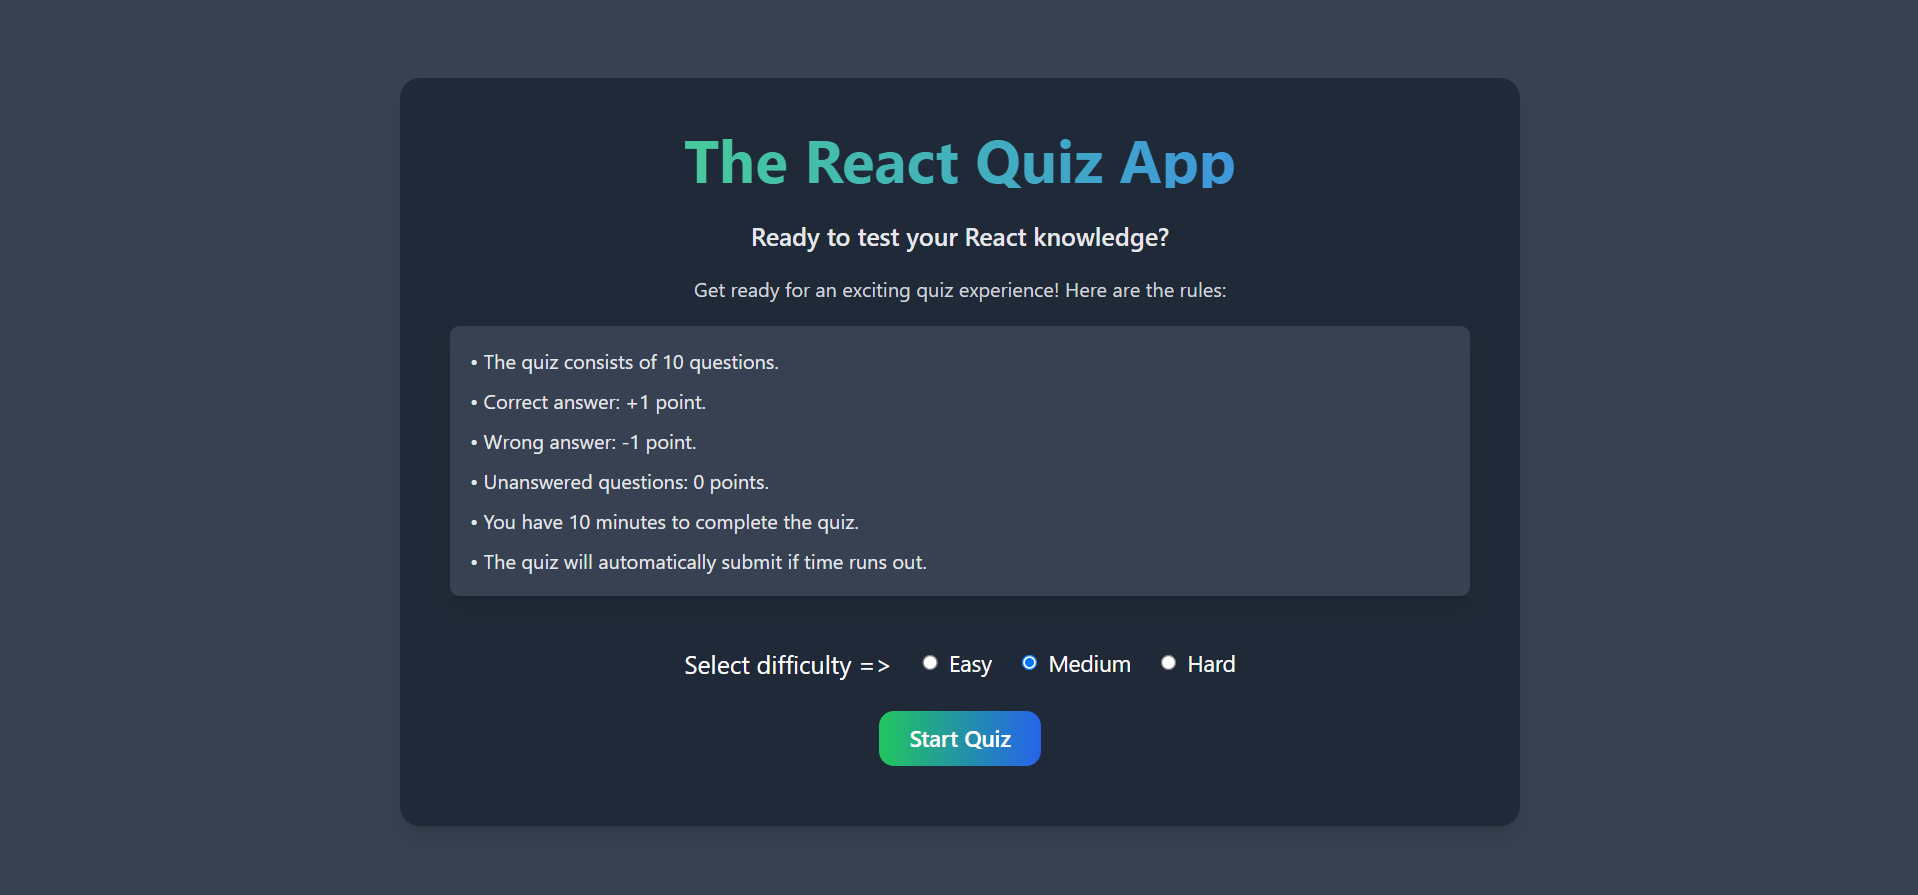 The React Quiz App
Ready to test your React knowledge?
Get ready for an exciting quiz experience! Here are the rules:
• The quiz consists of 10 questions.
• Correct answer: +1 point.
• Wrong answer: -1 point.
• Unanswered questions: 0 points.
• You have 10 minutes to complete the quiz.
• The quiz will automatically submit if time runs out.
Select difficulty => Easy Medium Hard
Start Quiz